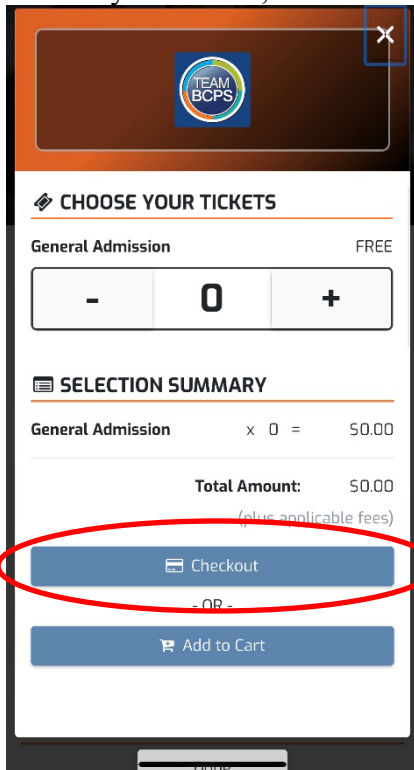 X
TEAM
BCPS
CHOOSE YOUR TICKETS
General Admission FREE
- 0 +
SELECTION SUMMARY
General Admission x 0 = $0.00
Total Amount: $0.00
(plus applicable fees)
Checkout
- OR -
Add to Cart